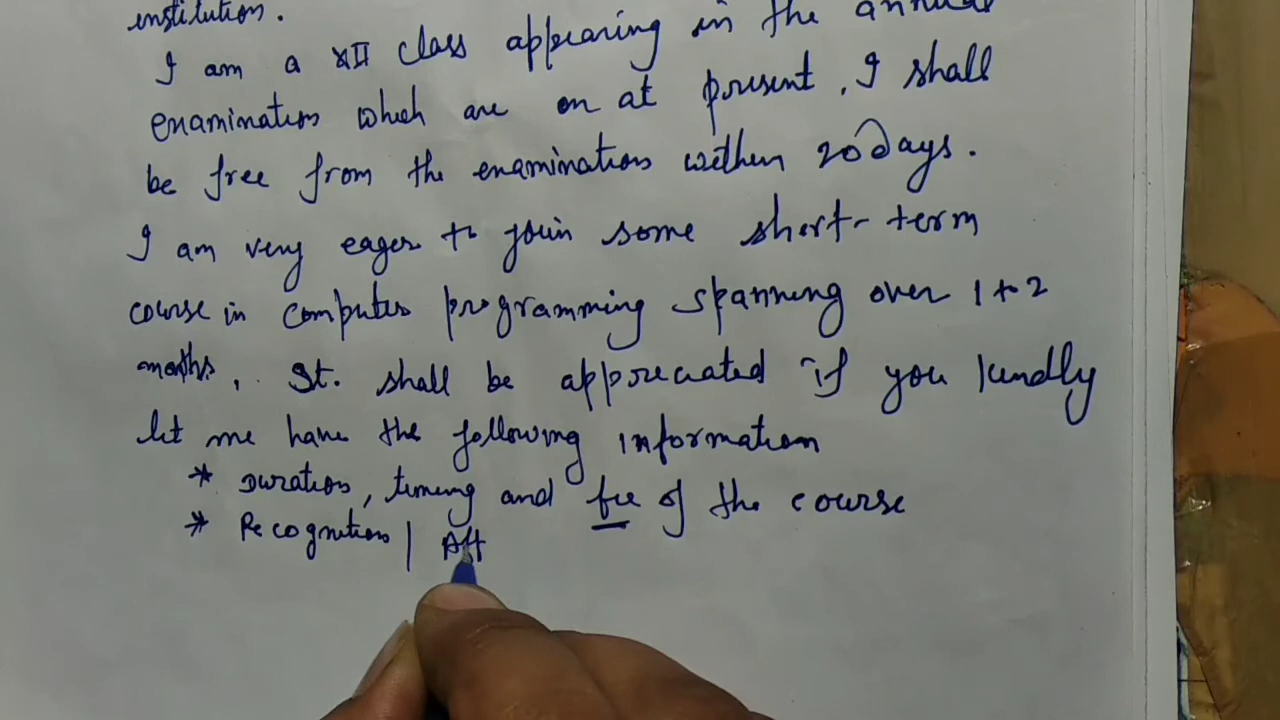 institution.
I am a XII class appearing in the annual
examinations which are on at present, I shall
be free from the examinations within 20 days.
I am very eager to join some short-term
course in computer programming spanning over 1 to 2
months, It. shall be appreciated if you kindly
let me have the following information
* Duration, timing and fee of the course
* Recognition / Aff